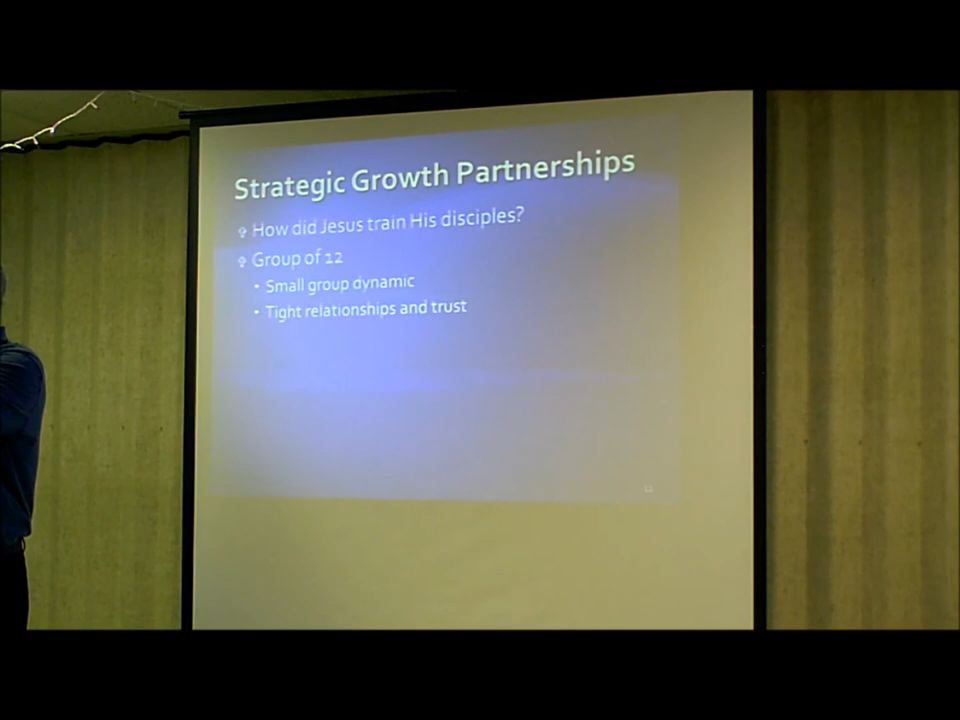 Strategic Growth Partnerships
How did Jesus train His disciples?
Group of 12
• Small group dynamic
• Tight relationships and trust